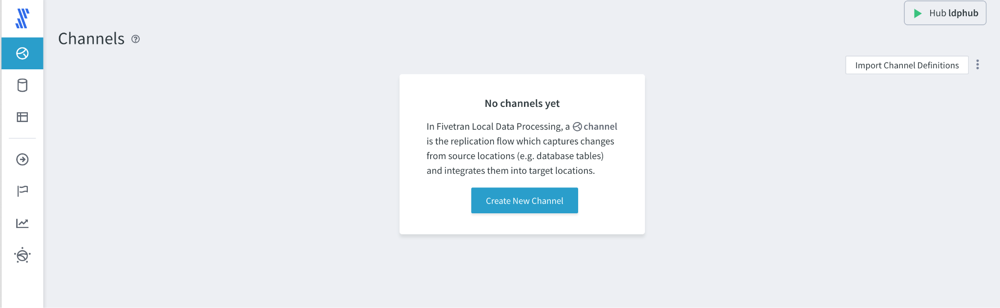 Hub ldphub
Channels
Import Channel Definitions
No channels yet
In Fivetran Local Data Processing, a channel
is the replication flow which captures changes
from source locations (e.g. database tables)
and integrates them into target locations.
Create New Channel